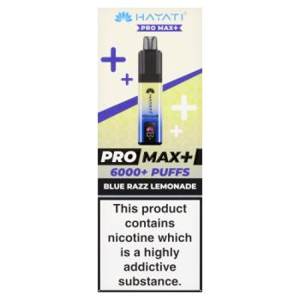 HAYATI
PRO MAX+
HAYATI
PRO MAX+
6000+ PUFFS
BLUE RAZZ LEMONADE
This product
contains
nicotine which
is a highly
addictive
substance.